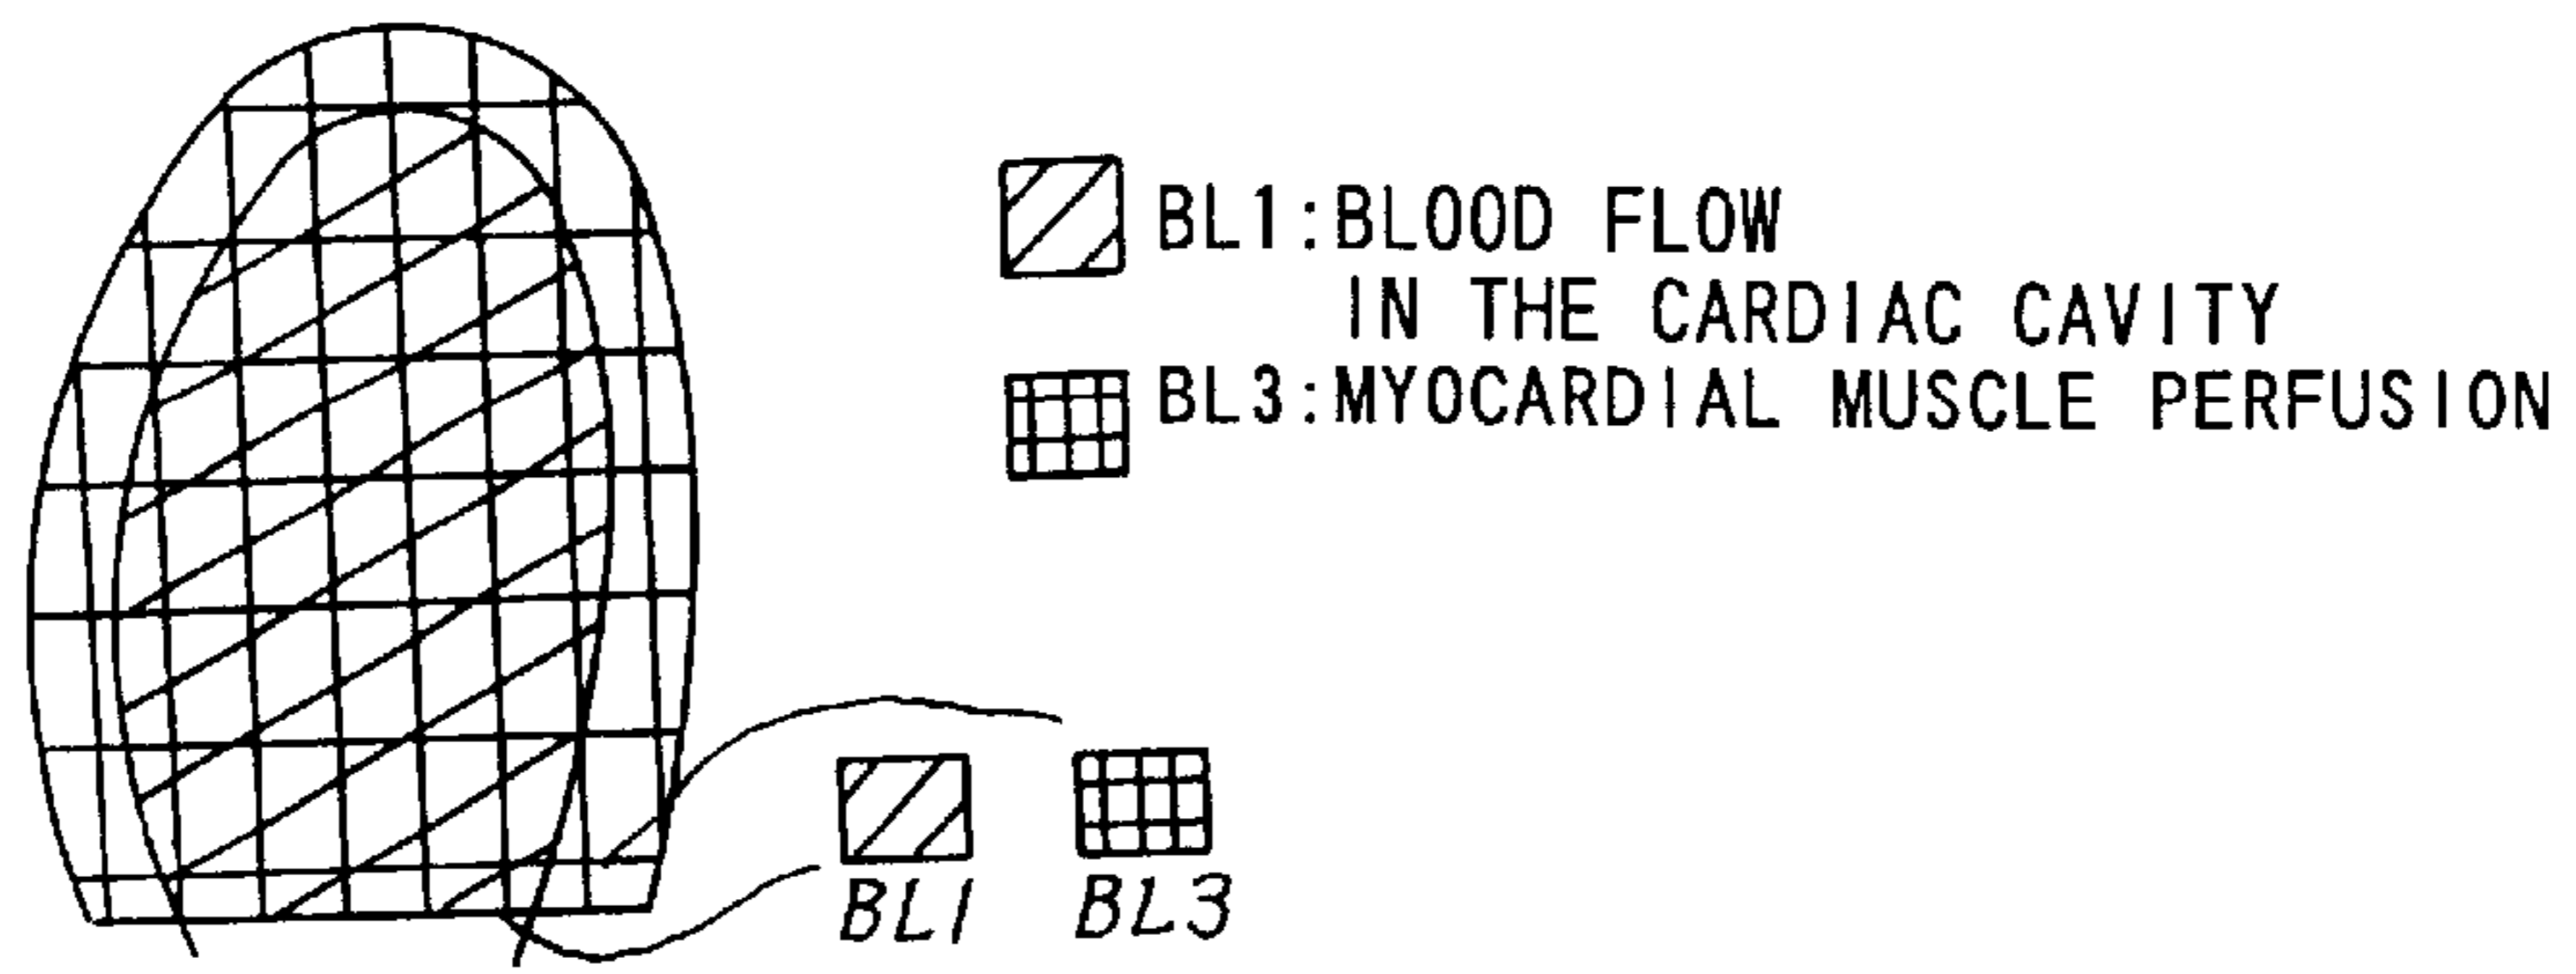 BL1:BLOOD FLOW
IN THE CARDIAC CAVITY
BL3:MYOCARDIAL MUSCLE PERFUSION
BL1 BL3